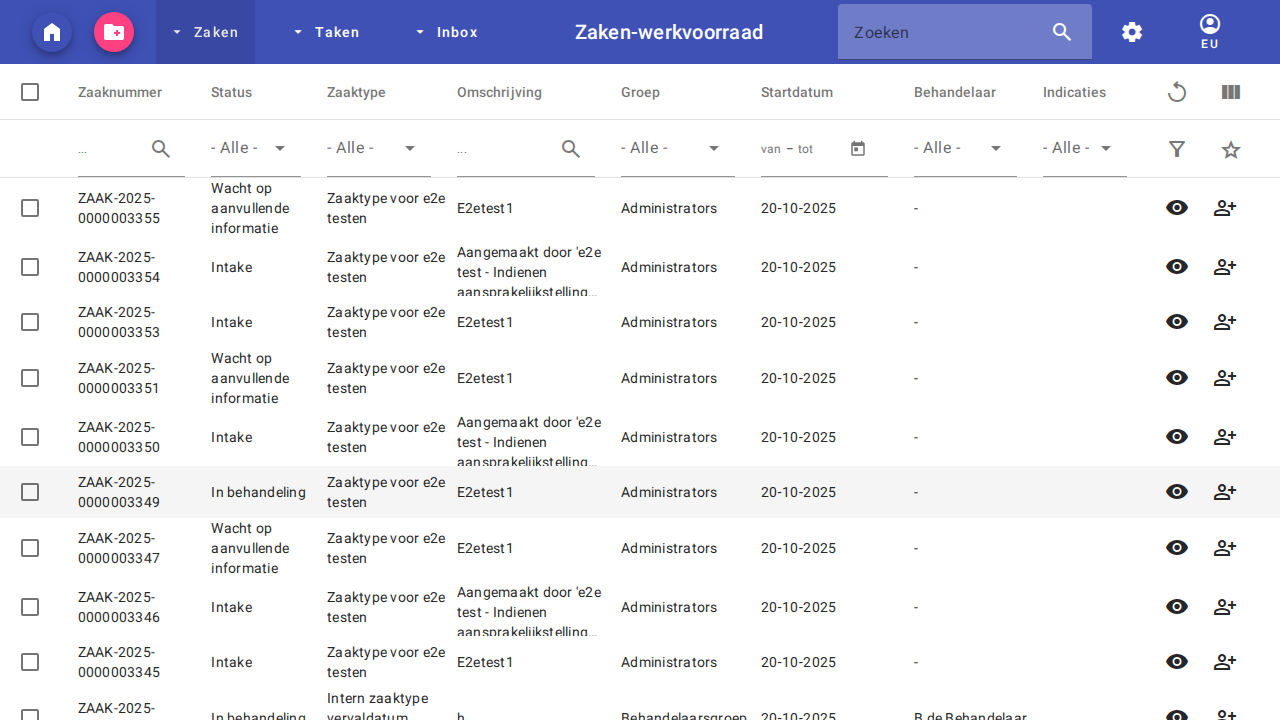 Zaken
Taken
Inbox
Zaken-werkvoorraad
Zoeken
EU
Zaaknummer Status Zaaktype Omschrijving Groep Startdatum Behandelaar Indicaties
... - Alle - - Alle - ... - Alle - van – tot - Alle - - Alle -
ZAAK-2025-
0000003355
Wacht op
aanvullende
informatie
Zaaktype voor e2e
testen
E2etest1
Administrators
20-10-2025
-
ZAAK-2025-
0000003354
Intake
Zaaktype voor e2e
testen
Aangemaakt door 'e2e
test - Indienen
aansprakelijkstelling...
Administrators
20-10-2025
-
ZAAK-2025-
0000003353
Intake
Zaaktype voor e2e
testen
E2etest1
Administrators
20-10-2025
-
ZAAK-2025-
0000003351
Wacht op
aanvullende
informatie
Zaaktype voor e2e
testen
E2etest1
Administrators
20-10-2025
-
ZAAK-2025-
0000003350
Intake
Zaaktype voor e2e
testen
Aangemaakt door 'e2e
test - Indienen
aansprakelijkstelling...
Administrators
20-10-2025
-
ZAAK-2025-
0000003349
In behandeling
Zaaktype voor e2e
testen
E2etest1
Administrators
20-10-2025
-
ZAAK-2025-
0000003347
Wacht op
aanvullende
informatie
Zaaktype voor e2e
testen
E2etest1
Administrators
20-10-2025
-
ZAAK-2025-
0000003346
Intake
Zaaktype voor e2e
testen
Aangemaakt door 'e2e
test - Indienen
aansprakelijkstelling...
Administrators
20-10-2025
-
ZAAK-2025-
0000003345
Intake
Zaaktype voor e2e
testen
E2etest1
Administrators
20-10-2025
-
ZAAK-2025-
In behandeling
Intern zaaktype
vervaldatum
h
Behandelaarsgroep
20-10-2025
B.de Behandelaar